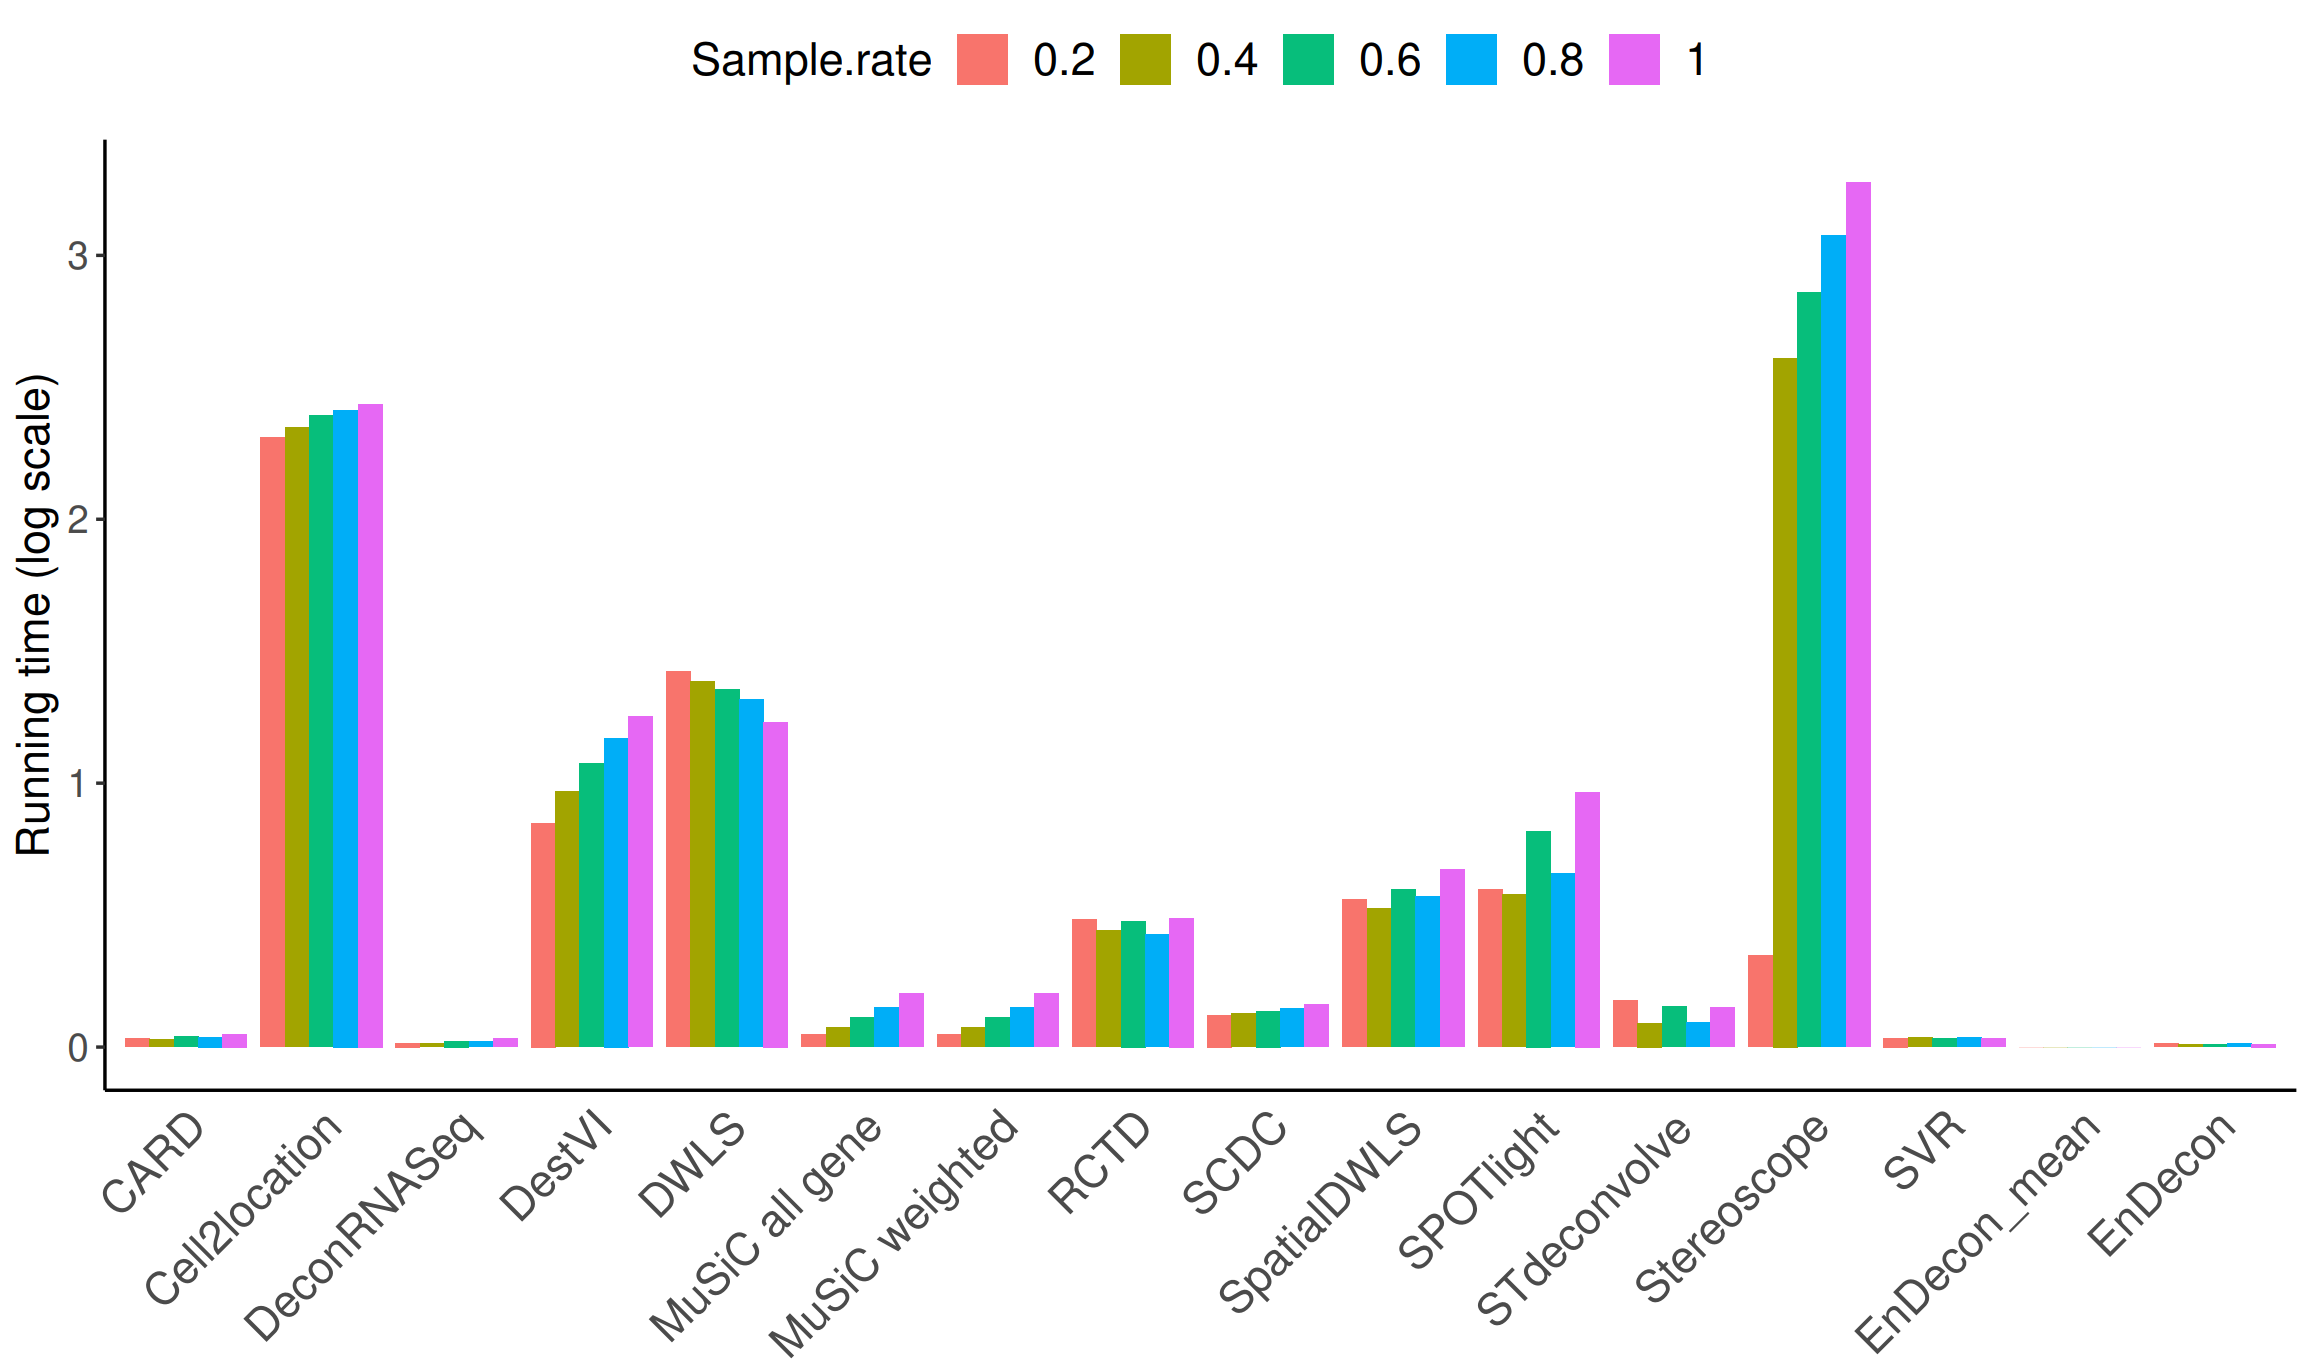 Sample.rate 0.2 0.4 0.6 0.8 1
Running time (log scale)
3
2
1
0
CARD
Cell2location
DeconRNASeq
DestVI
DWLS
MuSiC all gene
MuSiC weighted
RCTD
SCDC
SpatialDWLS
SPOTlight
STdeconvolve
Stereoscope
SVR
EnDecon_mean
EnDecon